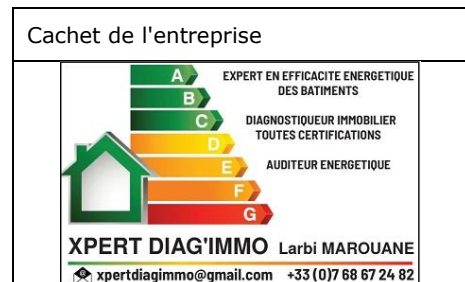 Cachet de l'entreprise
A
EXPERT EN EFFICACITE ENERGETIQUE
DES BATIMENTS
B
C
DIAGNOSTIQUEUR IMMOBILIER
TOUTES CERTIFICATIONS
D
E
AUDITEUR ENERGETIQUE
F
G
XPERT DIAG'IMMO Larbi MAROUANE
xpertdiagimmo@gmail.com +33 (0)7 68 67 24 82